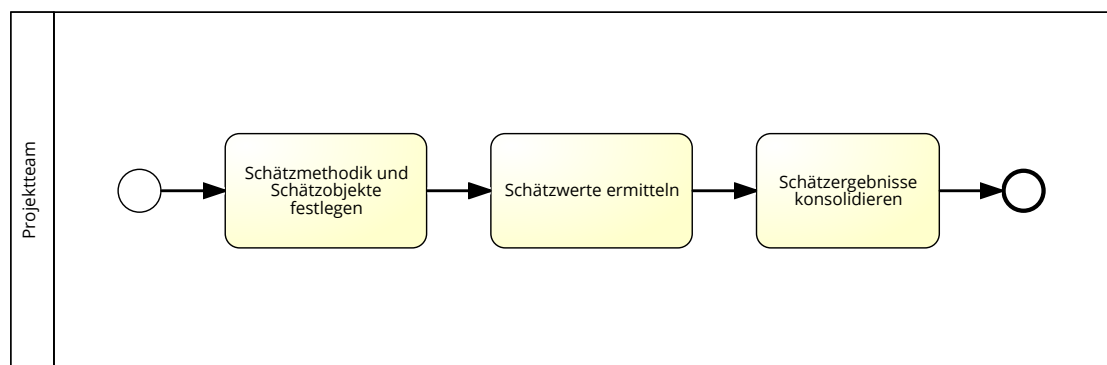 Projektteam
Schätzmethodik und
Schätzobjekte
festlegen
Schätzwerte ermitteln
Schätzergebnisse
konsolidieren